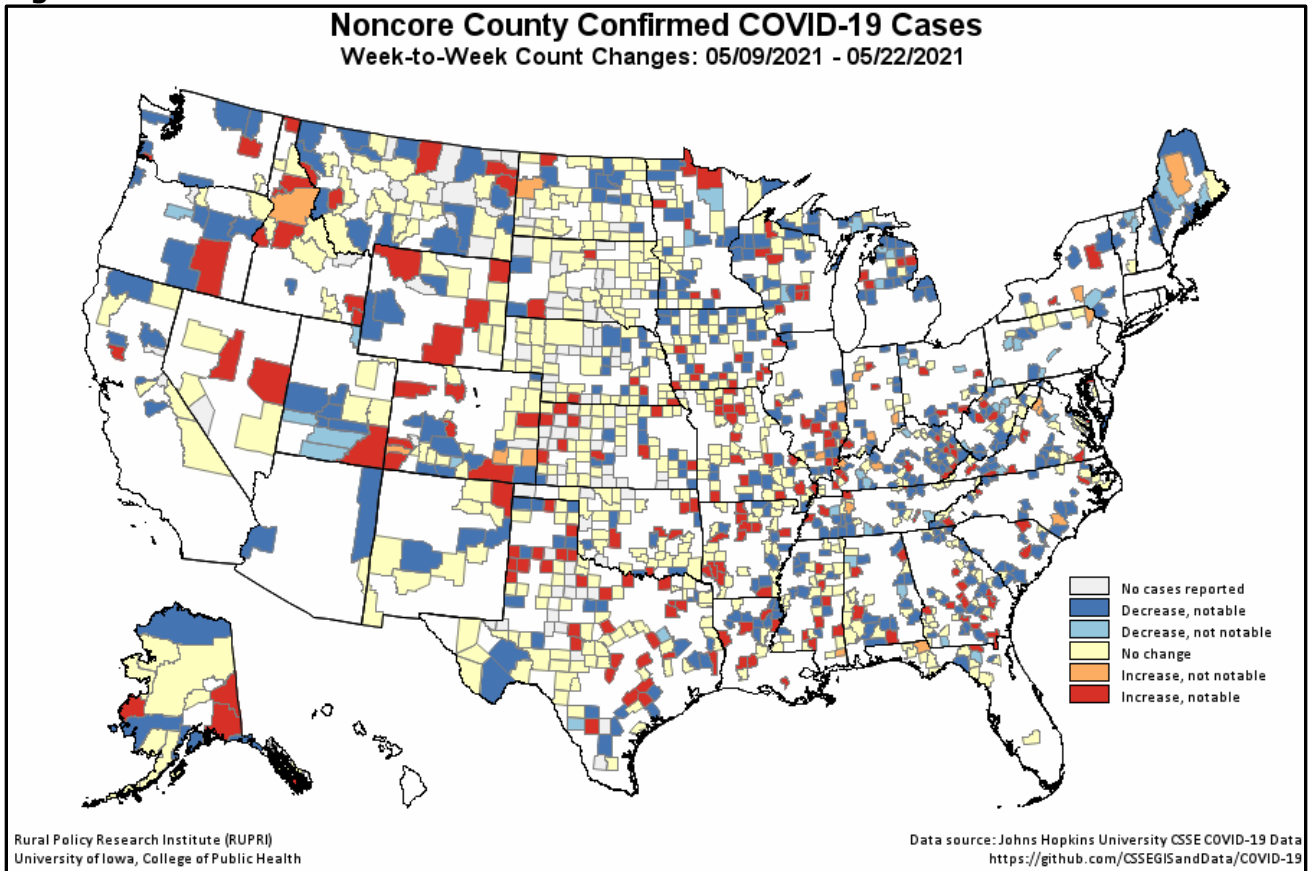 Noncore County Confirmed COVID-19 Cases
Week-to-Week Count Changes: 05/09/2021 - 05/22/2021
No cases reported
Decrease, notable
Decrease, not notable
No change
Increase, not notable
Increase, notable
Rural Policy Research Institute (RUPRI)
University of Iowa, College of Public Health
Data source: Johns Hopkins University CSSE COVID-19 Data
https://github.com/CSSEGISandData/COVID-19